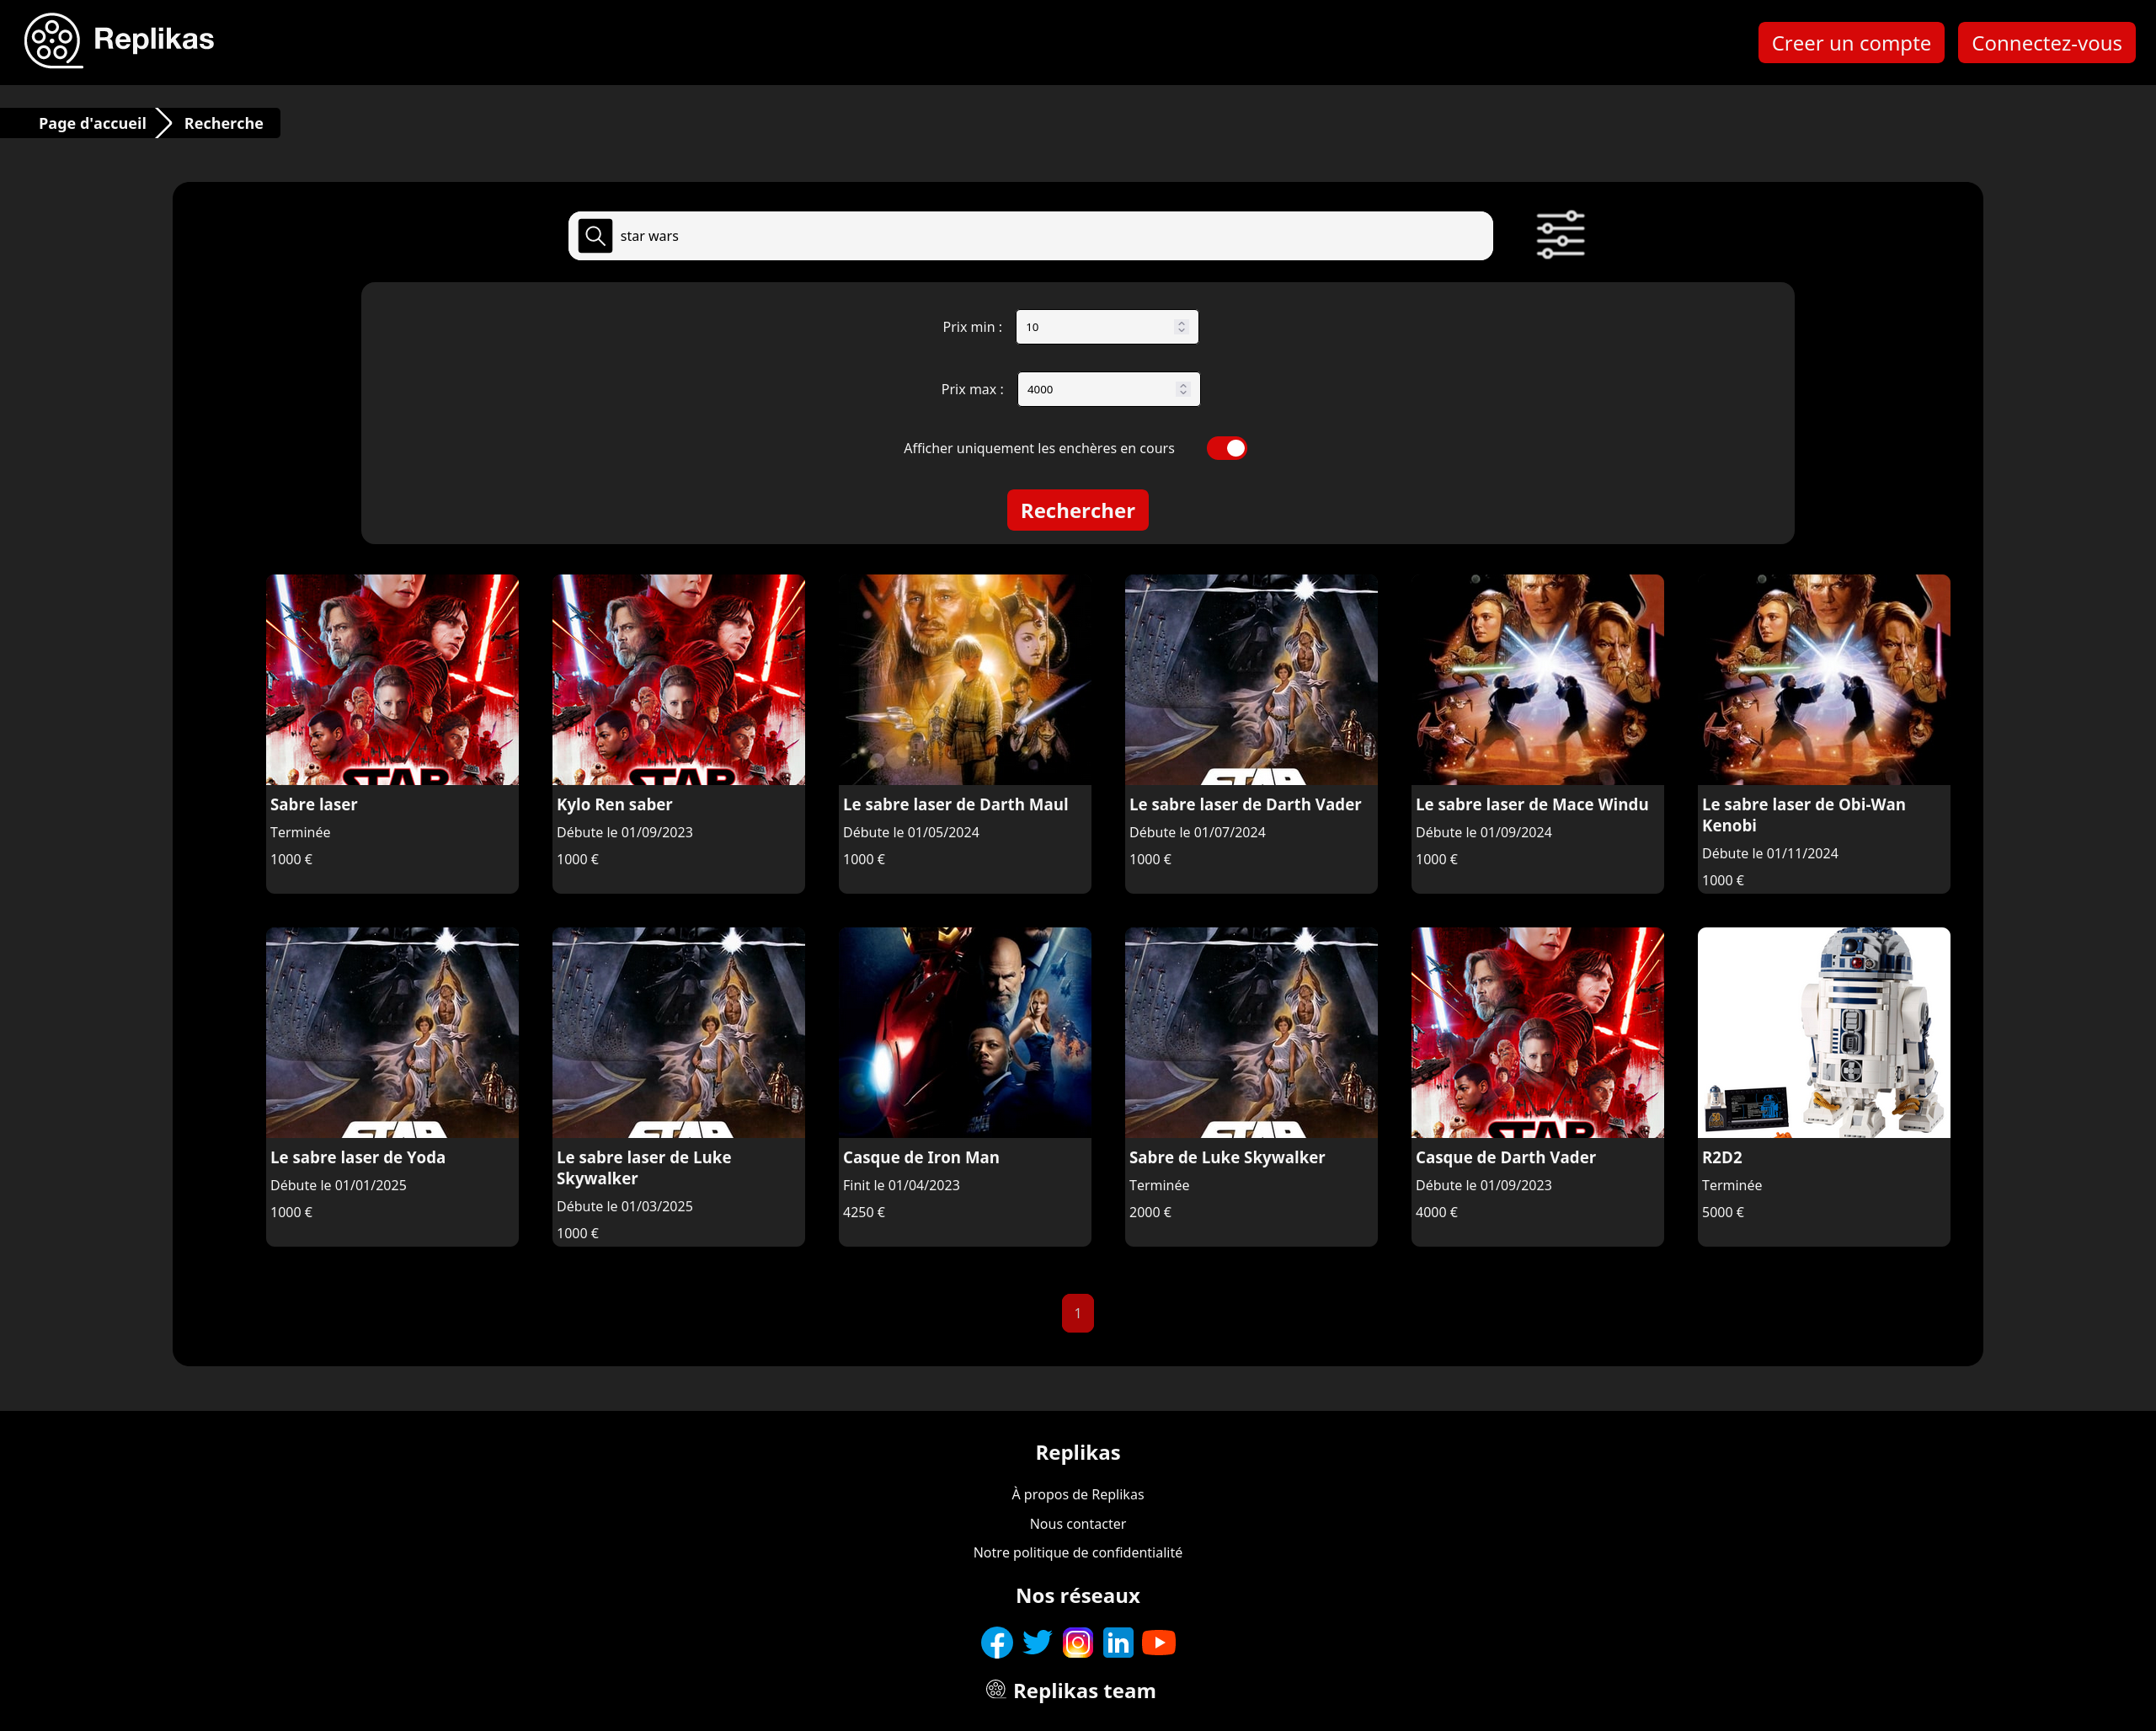 Replikas
Creer un compte
Connectez-vous
Page d'accueil
Recherche
star wars
Prix min :
10
Prix max :
4000
Afficher uniquement les enchères en cours
Rechercher
STAR
STAR
STAR
Sabre laser
Terminée
1000 €
Kylo Ren saber
Débute le 01/09/2023
1000 €
Le sabre laser de Darth Maul
Débute le 01/05/2024
1000 €
Le sabre laser de Darth Vader
Débute le 01/07/2024
1000 €
Le sabre laser de Mace Windu
Débute le 01/09/2024
1000 €
Le sabre laser de Obi-Wan
Kenobi
Débute le 01/11/2024
1000 €
STAR
STAR
STAR
STAR
Le sabre laser de Yoda
Débute le 01/01/2025
1000 €
Le sabre laser de Luke
Skywalker
Débute le 01/03/2025
1000 €
Casque de Iron Man
Finit le 01/04/2023
4250 €
Sabre de Luke Skywalker
Terminée
2000 €
Casque de Darth Vader
Débute le 01/09/2023
4000 €
R2D2
Terminée
5000 €
1
Replikas
À propos de Replikas
Nous contacter
Notre politique de confidentialité
Nos réseaux
Replikas team